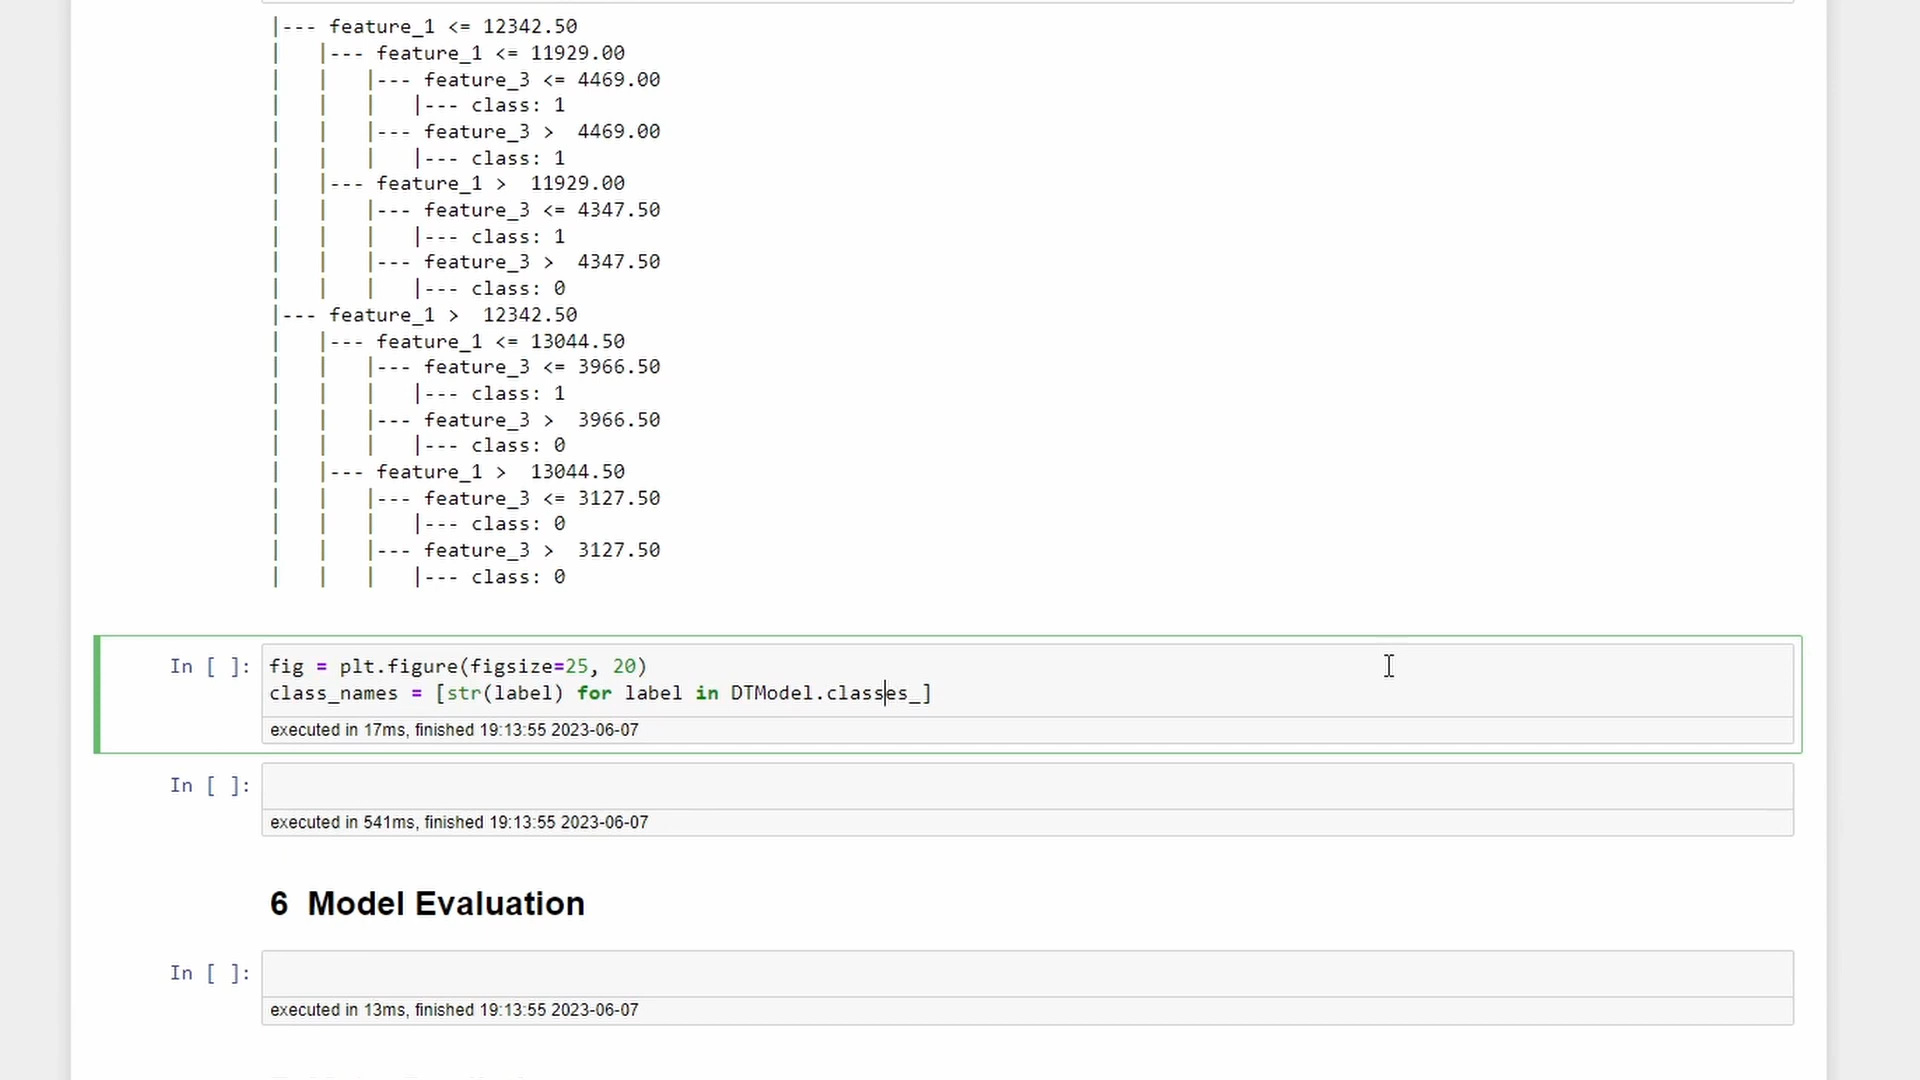 |--- feature_1 <= 12342.50
|   |--- feature_1 <= 11929.00
|   |   |--- feature_3 <= 4469.00
|   |   |   |--- class: 1
|   |   |--- feature_3 >  4469.00
|   |   |   |--- class: 1
|   |--- feature_1 >  11929.00
|   |   |--- feature_3 <= 4347.50
|   |   |   |--- class: 1
|   |   |--- feature_3 >  4347.50
|   |   |   |--- class: 0
|--- feature_1 >  12342.50
|   |--- feature_1 <= 13044.50
|   |   |--- feature_3 <= 3966.50
|   |   |   |--- class: 1
|   |   |--- feature_3 >  3966.50
|   |   |   |--- class: 0
|   |--- feature_1 >  13044.50
|   |   |--- feature_3 <= 3127.50
|   |   |   |--- class: 0
|   |   |--- feature_3 >  3127.50
|   |   |   |--- class: 0
In [ ]: fig = plt.figure(figsize=25, 20)
class_names = [str(label) for label in DTModel.classes_]
executed in 17ms, finished 19:13:55 2023-06-07
In [ ]:
executed in 541ms, finished 19:13:55 2023-06-07
6 Model Evaluation
In [ ]:
executed in 13ms, finished 19:13:55 2023-06-07